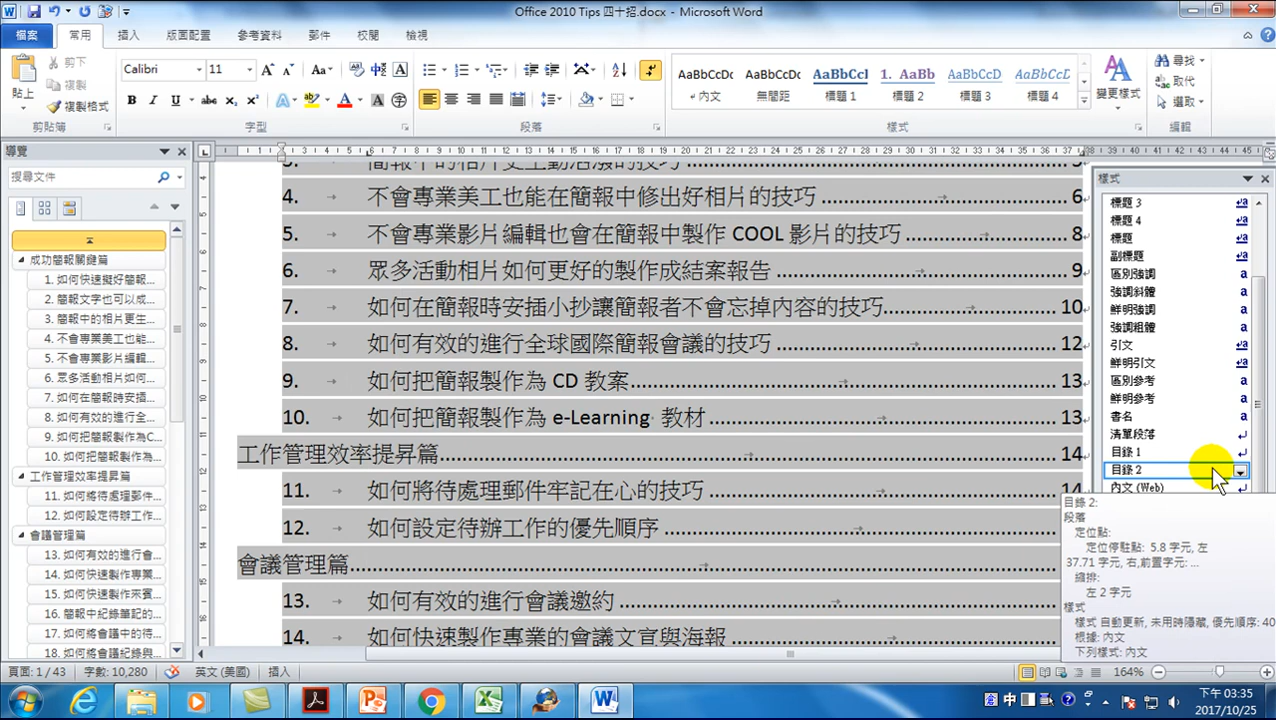 Office 2010 Tips 四十招.docx - Microsoft Word
檔案 常用 插入 版面配置 參考資料 郵件 校閱 檢視
貼上 剪下 複製 複製格式
Calibri 11
AaBbCcDc AaBbCcDc AaBbCcI 1. AaBb AaBbCcD AaBbCcD
內文 無間距 標題 1 標題 2 標題 3 標題 4
變更樣式
尋找 取代 選取
剪貼簿 字型 段落 樣式 編輯
導覽
搜尋文件
成功簡報關鍵篇
1. 如何快速擬好簡報...
2. 簡報文字也可以成...
3. 簡報中的相片更生...
4. 不會專業美工也能...
5. 不會專業影片編輯...
6. 眾多活動相片如何...
7. 如何在簡報時安插...
8. 如何有效的進行全...
9. 如何把簡報製作為C...
10. 如何把簡報製作為...
工作管理效率提昇篇
11. 如何將待處理郵件...
12. 如何設定待辦工作...
會議管理篇
13. 如何有效的進行會...
14. 如何快速製作專業...
15. 如何快速製作來賓...
16. 簡報中紀錄筆記的...
17. 如何將會議中的待...
18. 如何將會議紀錄與...
3. 簡報中的相片更生動活潑的技巧 5
4. 不會專業美工也能在簡報中修出好相片的技巧 6
5. 不會專業影片編輯也會在簡報中製作 COOL 影片的技巧 8
6. 眾多活動相片如何更好的製作成結案報告 9
7. 如何在簡報時安插小抄讓簡報者不會忘掉內容的技巧 10
8. 如何有效的進行全球國際簡報會議的技巧 12
9. 如何把簡報製作為 CD 教案 13
10. 如何把簡報製作為 e-Learning 教材 13
工作管理效率提昇篇 14
11. 如何將待處理郵件牢記在心的技巧 14
12. 如何設定待辦工作的優先順序
會議管理篇
13. 如何有效的進行會議邀約
14. 如何快速製作專業的會議文宣與海報
樣式
標題 3
標題 4
標題
副標題
區別強調
強調斜體
鮮明強調
強調粗體
引文
鮮明引文
區別參考
鮮明參考
書名
清單段落
目錄 1
目錄 2
內文 (Web)
目錄 2:
段落
定位點:
定位停駐點: 5.8 字元, 左
37.71 字元, 右,前置字元: ...
縮排:
左 2 字元
樣式
樣式 自動更新, 未用時隱藏, 優先順序: 40
根據: 內文
下列樣式: 內文
頁面: 1 / 43 字數: 10,280 英文 (美國) 插入 164%
中
下午 03:35
2017/10/25